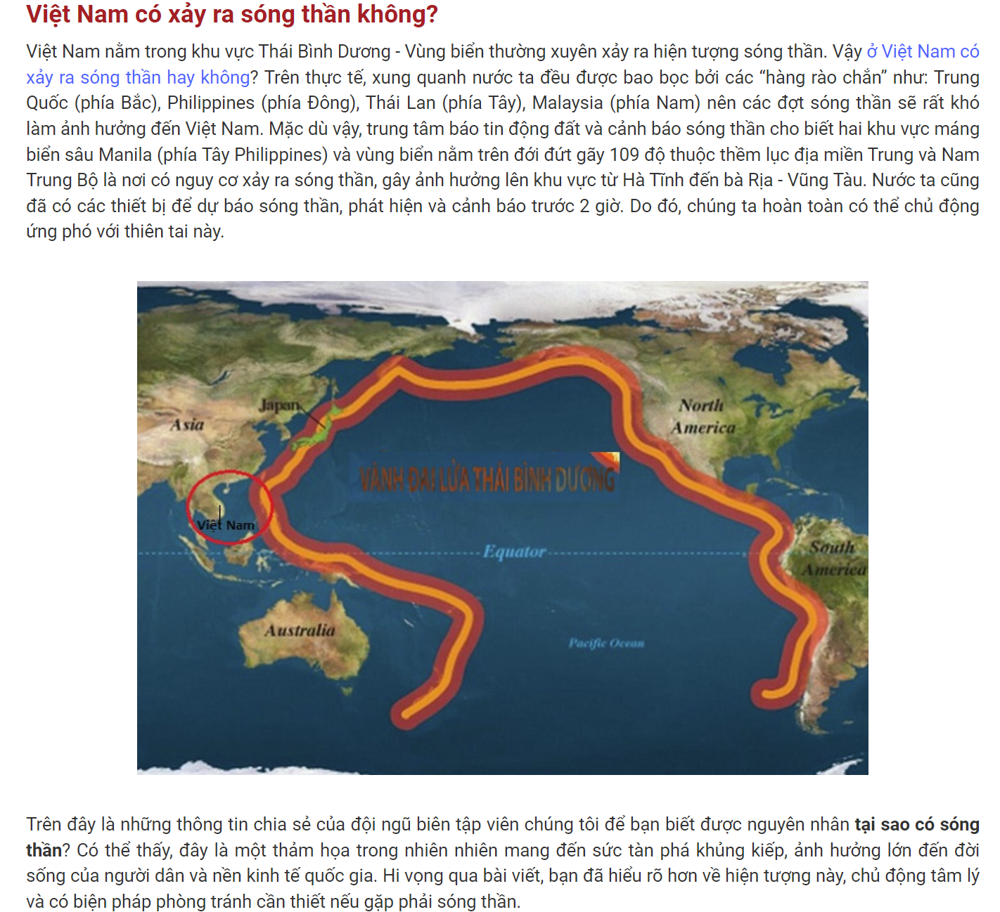 Việt Nam có xảy ra sóng thần không?
Việt Nam nằm trong khu vực Thái Bình Dương - Vùng biển thường xuyên xảy ra hiện tượng sóng thần. Vậy ở Việt Nam có
xảy ra sóng thần hay không? Trên thực tế, xung quanh nước ta đều được bao bọc bởi các “hàng rào chắn” như: Trung
Quốc (phía Bắc), Philippines (phía Đông), Thái Lan (phía Tây), Malaysia (phía Nam) nên các đợt sóng thần sẽ rất khó
làm ảnh hưởng đến Việt Nam. Mặc dù vậy, trung tâm báo tin động đất và cảnh báo sóng thần cho biết hai khu vực máng
biển sâu Manila (phía Tây Philippines) và vùng biển nằm trên đới đứt gãy 109 độ thuộc thềm lục địa miền Trung và Nam
Trung Bộ là nơi có nguy cơ xảy ra sóng thần, gây ảnh hưởng lên khu vực từ Hà Tĩnh đến bà Rịa - Vũng Tàu. Nước ta cũng
đã có các thiết bị để dự báo sóng thần, phát hiện và cảnh báo trước 2 giờ. Do đó, chúng ta hoàn toàn có thể chủ động
ứng phó với thiên tai này.
Japan
Asia
North
America
VÀNH ĐAI LỬA THÁI BÌNH DƯƠNG
Việt Nam
Equator
South
America
Australia
Pacific Ocean
Trên đây là những thông tin chia sẻ của đội ngũ biên tập viên chúng tôi để bạn biết được nguyên nhân tại sao có sóng
thần? Có thể thấy, đây là một thảm họa trong nhiên nhiên mang đến sức tàn phá khủng kiếp, ảnh hưởng lớn đến đời
sống của người dân và nền kinh tế quốc gia. Hi vọng qua bài viết, bạn đã hiểu rõ hơn về hiện tượng này, chủ động tâm lý
và có biện pháp phòng tránh cần thiết nếu gặp phải sóng thần.